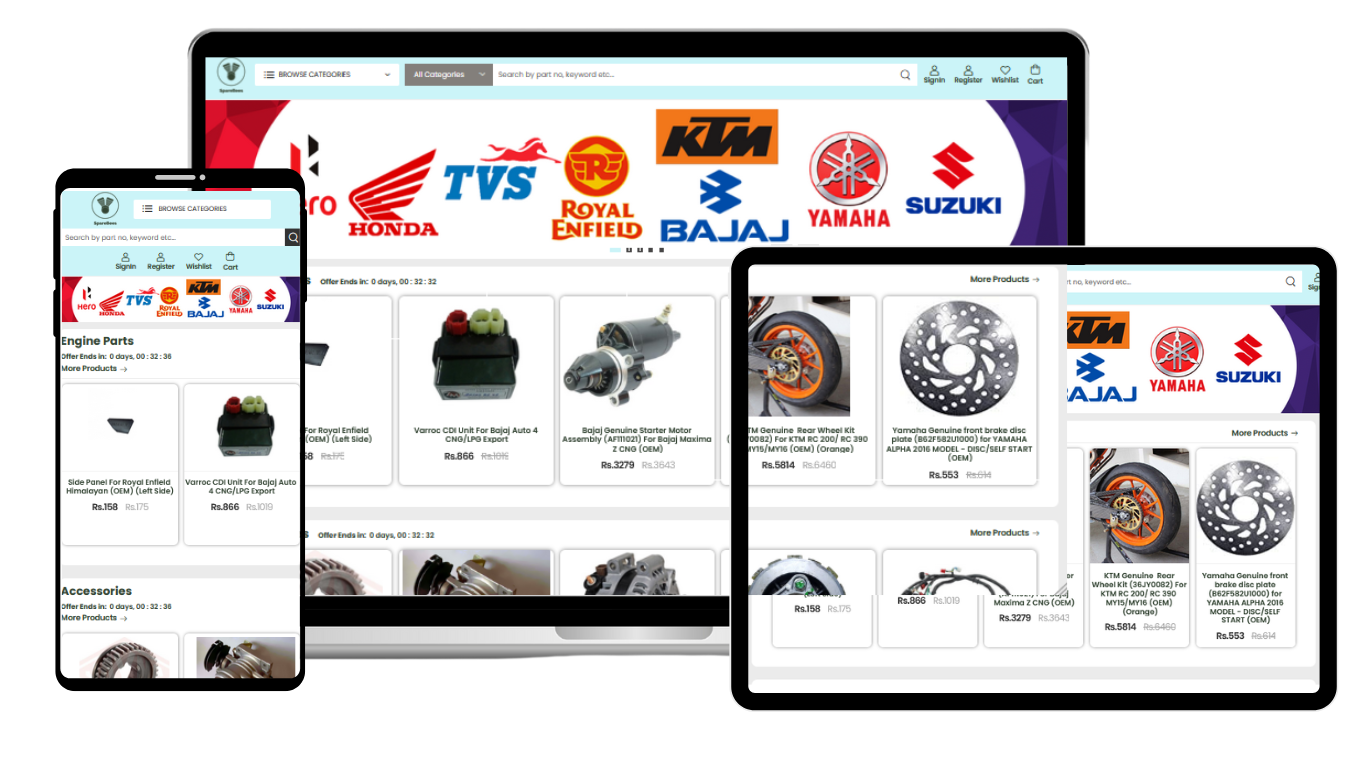 BROWSE CATEGORIES
All Categories
Search by part no, keyword etc...
SignIn
Register
Wishlist
Cart
SpareBees
ro
HONDA
TVS
ROYAL
ENFIELD
KTM
BAJAJ
YAMAHA
SUZUKI
s Offer Ends in: 0 days, 00 : 32 : 32
For Royal Enfield
(OEM) (Left Side)
58 Rs.175
Varroc CDI Unit For Bajaj Auto 4
CNG/LPG Export
Rs.866 Rs.1019
Bajaj Genuine Starter Motor
Assembly (AF111021) For Bajaj Maxima
Z CNG (OEM)
Rs.3279 Rs.3643
s Offer Ends in: 0 days, 00 : 32 : 32
SpareBees
BROWSE CATEGORIES
Search by part no, keyword etc...
SignIn
Register
Wishlist
Cart
Hero
HONDA
TVS
ROYAL
ENFIELD
KTM
BAJAJ
YAMAHA
SUZUKI
Engine Parts
Offer Ends in: 0 days, 00 : 32 : 36
More Products →
Side Panel For Royal Enfield
Himalayan (OEM) (Left Side)
Rs.158 Rs.175
Varroc CDI Unit For Bajaj Auto
4 CNG/LPG Export
Rs.866 Rs.1019
Accessories
Offer Ends in: 0 days, 00 : 32 : 36
More Products →
More Products →
TM Genuine Rear Wheel Kit
Y0082) For KTM RC 200/ RC 390
MY15/MY16 (OEM) (Orange)
Rs.5814 Rs.6460
Yamaha Genuine front brake disc
plate (B62F582U1000) for YAMAHA
ALPHA 2016 MODEL - DISC/SELF START
(OEM)
Rs.553 Rs.614
More Products →
Rs.158 Rs.175
Rs.866 Rs.1019
Maxima Z CNG (OEM)
Rs.3279 Rs.3643
rt no, keyword etc...
KTM
BAJAJ
YAMAHA
SUZUKI
More Products →
KTM Genuine Rear
Wheel Kit (36JY0082) For
KTM RC 200/ RC 390
MY15/MY16 (OEM)
(Orange)
Rs.5814 Rs.6460
Yamaha Genuine front
brake disc plate
(B62F582U1000) for
YAMAHA ALPHA 2016
MODEL - DISC/SELF
START (OEM)
Rs.553 Rs.614